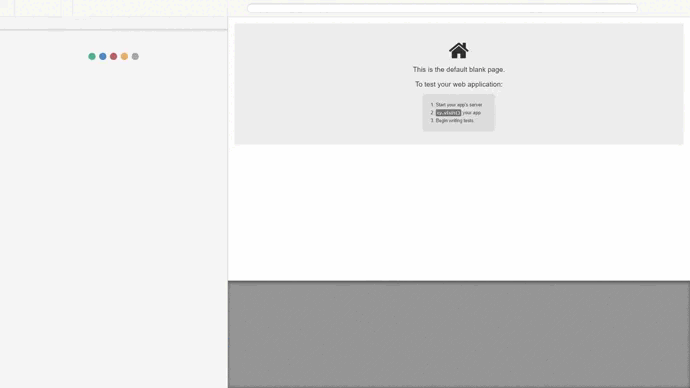 This is the default blank page.
To test your web application:
1. Start your app's server
2. cy.visit() your app
3. Begin writing tests